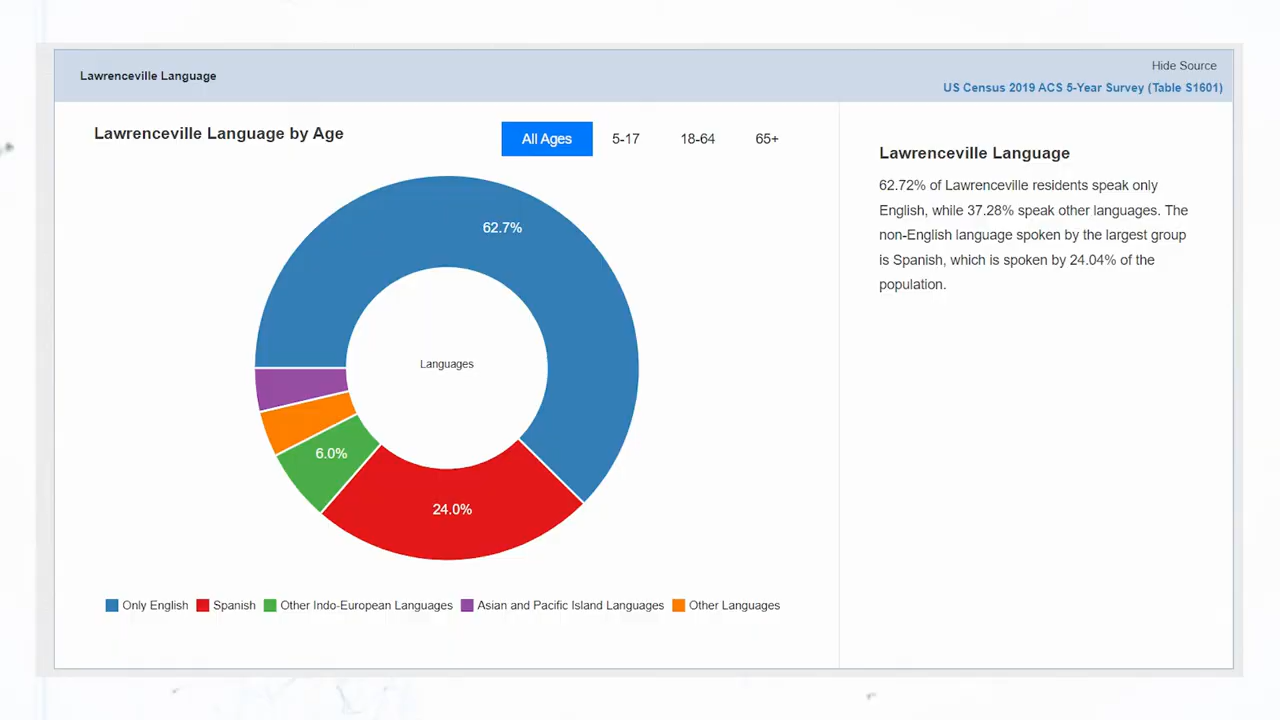 Lawrenceville Language
Hide Source
US Census 2019 ACS 5-Year Survey (Table S1601)
Lawrenceville Language by Age
All Ages 5-17 18-64 65+
62.7%
Languages
6.0%
24.0%
Only English Spanish Other Indo-European Languages Asian and Pacific Island Languages Other Languages
Lawrenceville Language
62.72% of Lawrenceville residents speak only
English, while 37.28% speak other languages. The
non-English language spoken by the largest group
is Spanish, which is spoken by 24.04% of the
population.